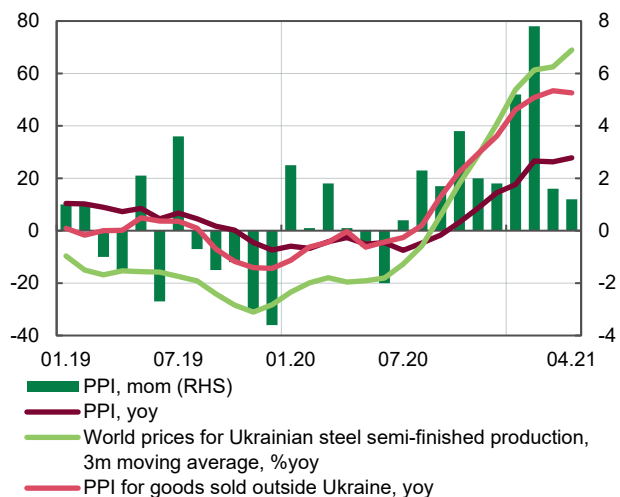 80 8
60 6
40 4
20 2
0 0
-20 -2
-40 -4
01.19 07.19 01.20 07.20 04.21
PPI, mom (RHS)
PPI, yoy
World prices for Ukrainian steel semi-finished production,
3m moving average, %yoy
PPI for goods sold outside Ukraine, yoy